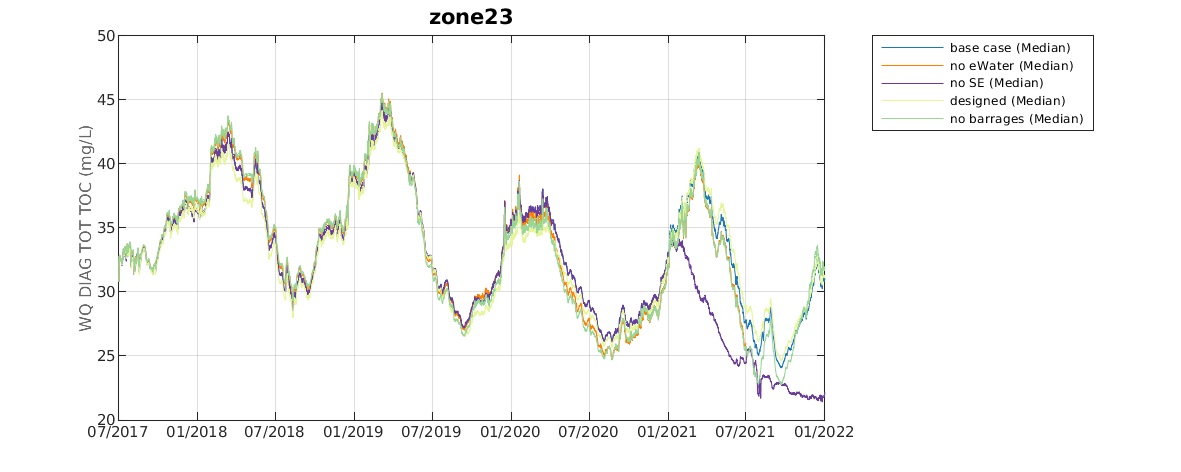 zone23
WQ DIAG TOT TOC (mg/L)
50
45
40
35
30
25
20
07/2017 01/2018 07/2018 01/2019 07/2019 01/2020 07/2020 01/2021 07/2021 01/2022
base case (Median)
no eWater (Median)
no SE (Median)
designed (Median)
no barrages (Median)